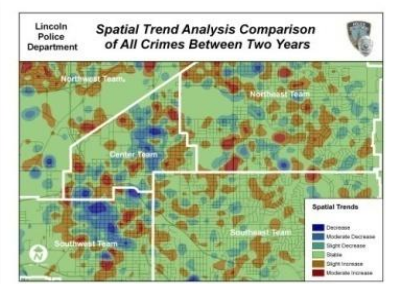 Lincoln
Police
Department
Spatial Trend Analysis Comparison
of All Crimes Between Two Years
Northwest Team
Northeast Team
Center Team
Southwest Team
Southeast Team
Spatial Trends
Decrease
Moderate Decrease
Slight Decrease
Stable
Slight Increase
Moderate Increase